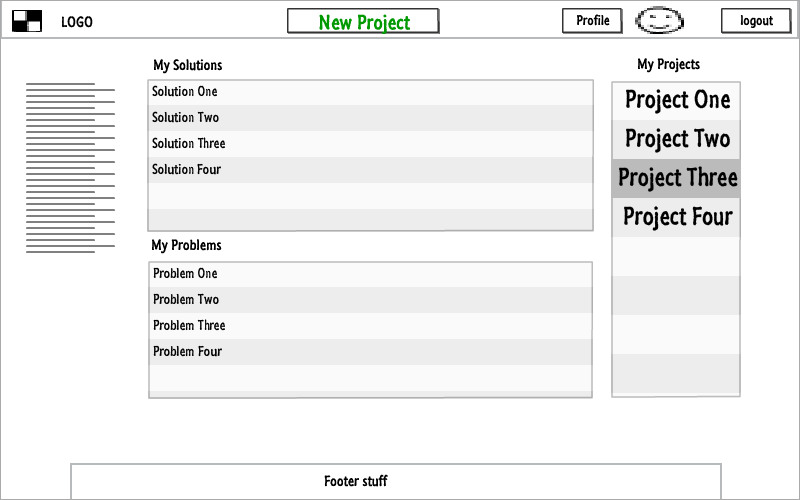 LOGO
New Project
Profile
logout
My Solutions
Solution One
Solution Two
Solution Three
Solution Four
My Problems
Problem One
Problem Two
Problem Three
Problem Four
My Projects
Project One
Project Two
Project Three
Project Four
Footer stuff